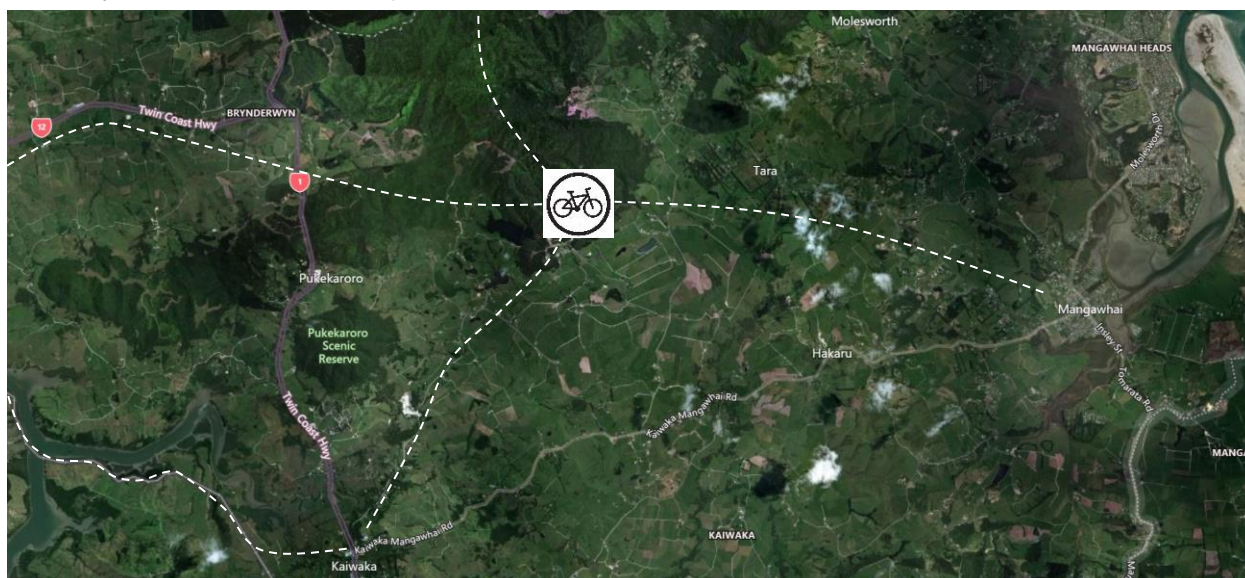 Molesworth
MANGAWHAI HEADS
Twin Coast Hwy
BRYNDERWYN
12
Molesworth Dr
Tara
1
Pukekaroro
Mangawhai
Pukekaroro
Scenic
Reserve
Insley St
Hakaru
Tomarata Rd
Twin Coast Hwy
Kaiwaka Mangawhai Rd
MANGA
Kaiwaka Mangawhai Rd
KAIWAKA
Kaiwaka
Ma